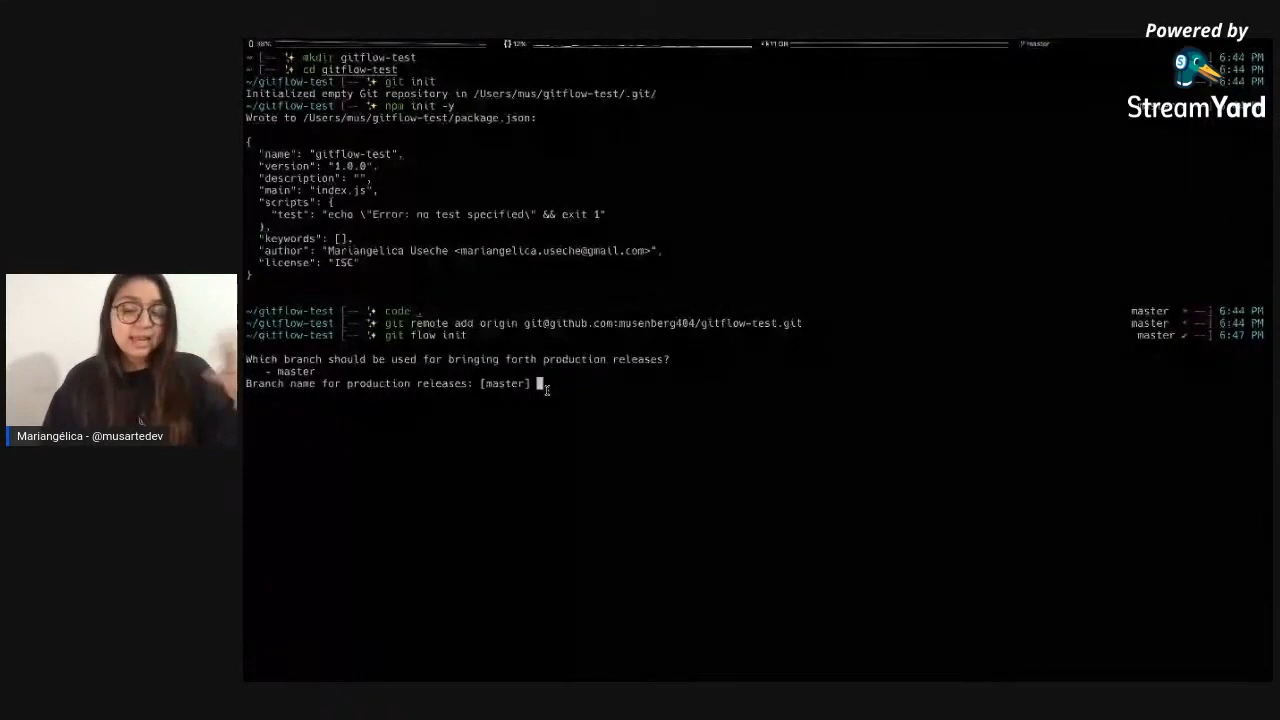 Powered by
StreamYard
38%
12%
master
~ [-- ✨ mkdir gitflow-test ] 6:44 PM
~ [-- ✨ cd gitflow-test ] 6:44 PM
~/gitflow-test [-- ✨ git init 6:44 PM
Initialized empty Git repository in /Users/mus/gitflow-test/.git/
~/gitflow-test [-- ✨ npm init -y
Wrote to /Users/mus/gitflow-test/package.json:
{
"name": "gitflow-test",
"version": "1.0.0",
"description": "",
"main": "index.js",
"scripts": {
"test": "echo \"Error: no test specified\" && exit 1"
},
"keywords": [],
"author": "Mariangélica Useche <mariangelica.useche@gmail.com>",
"license": "ISC"
}
~/gitflow-test [-- ✨ code . master * —] 6:44 PM
~/gitflow-test [-- ✨ git remote add origin git@github.com:musenberg404/gitflow-test.git master * —] 6:44 PM
~/gitflow-test [-- ✨ git flow init master ✔ —] 6:47 PM
Which branch should be used for bringing forth production releases?
- master
Branch name for production releases: [master]
Mariangélica - @musartedev